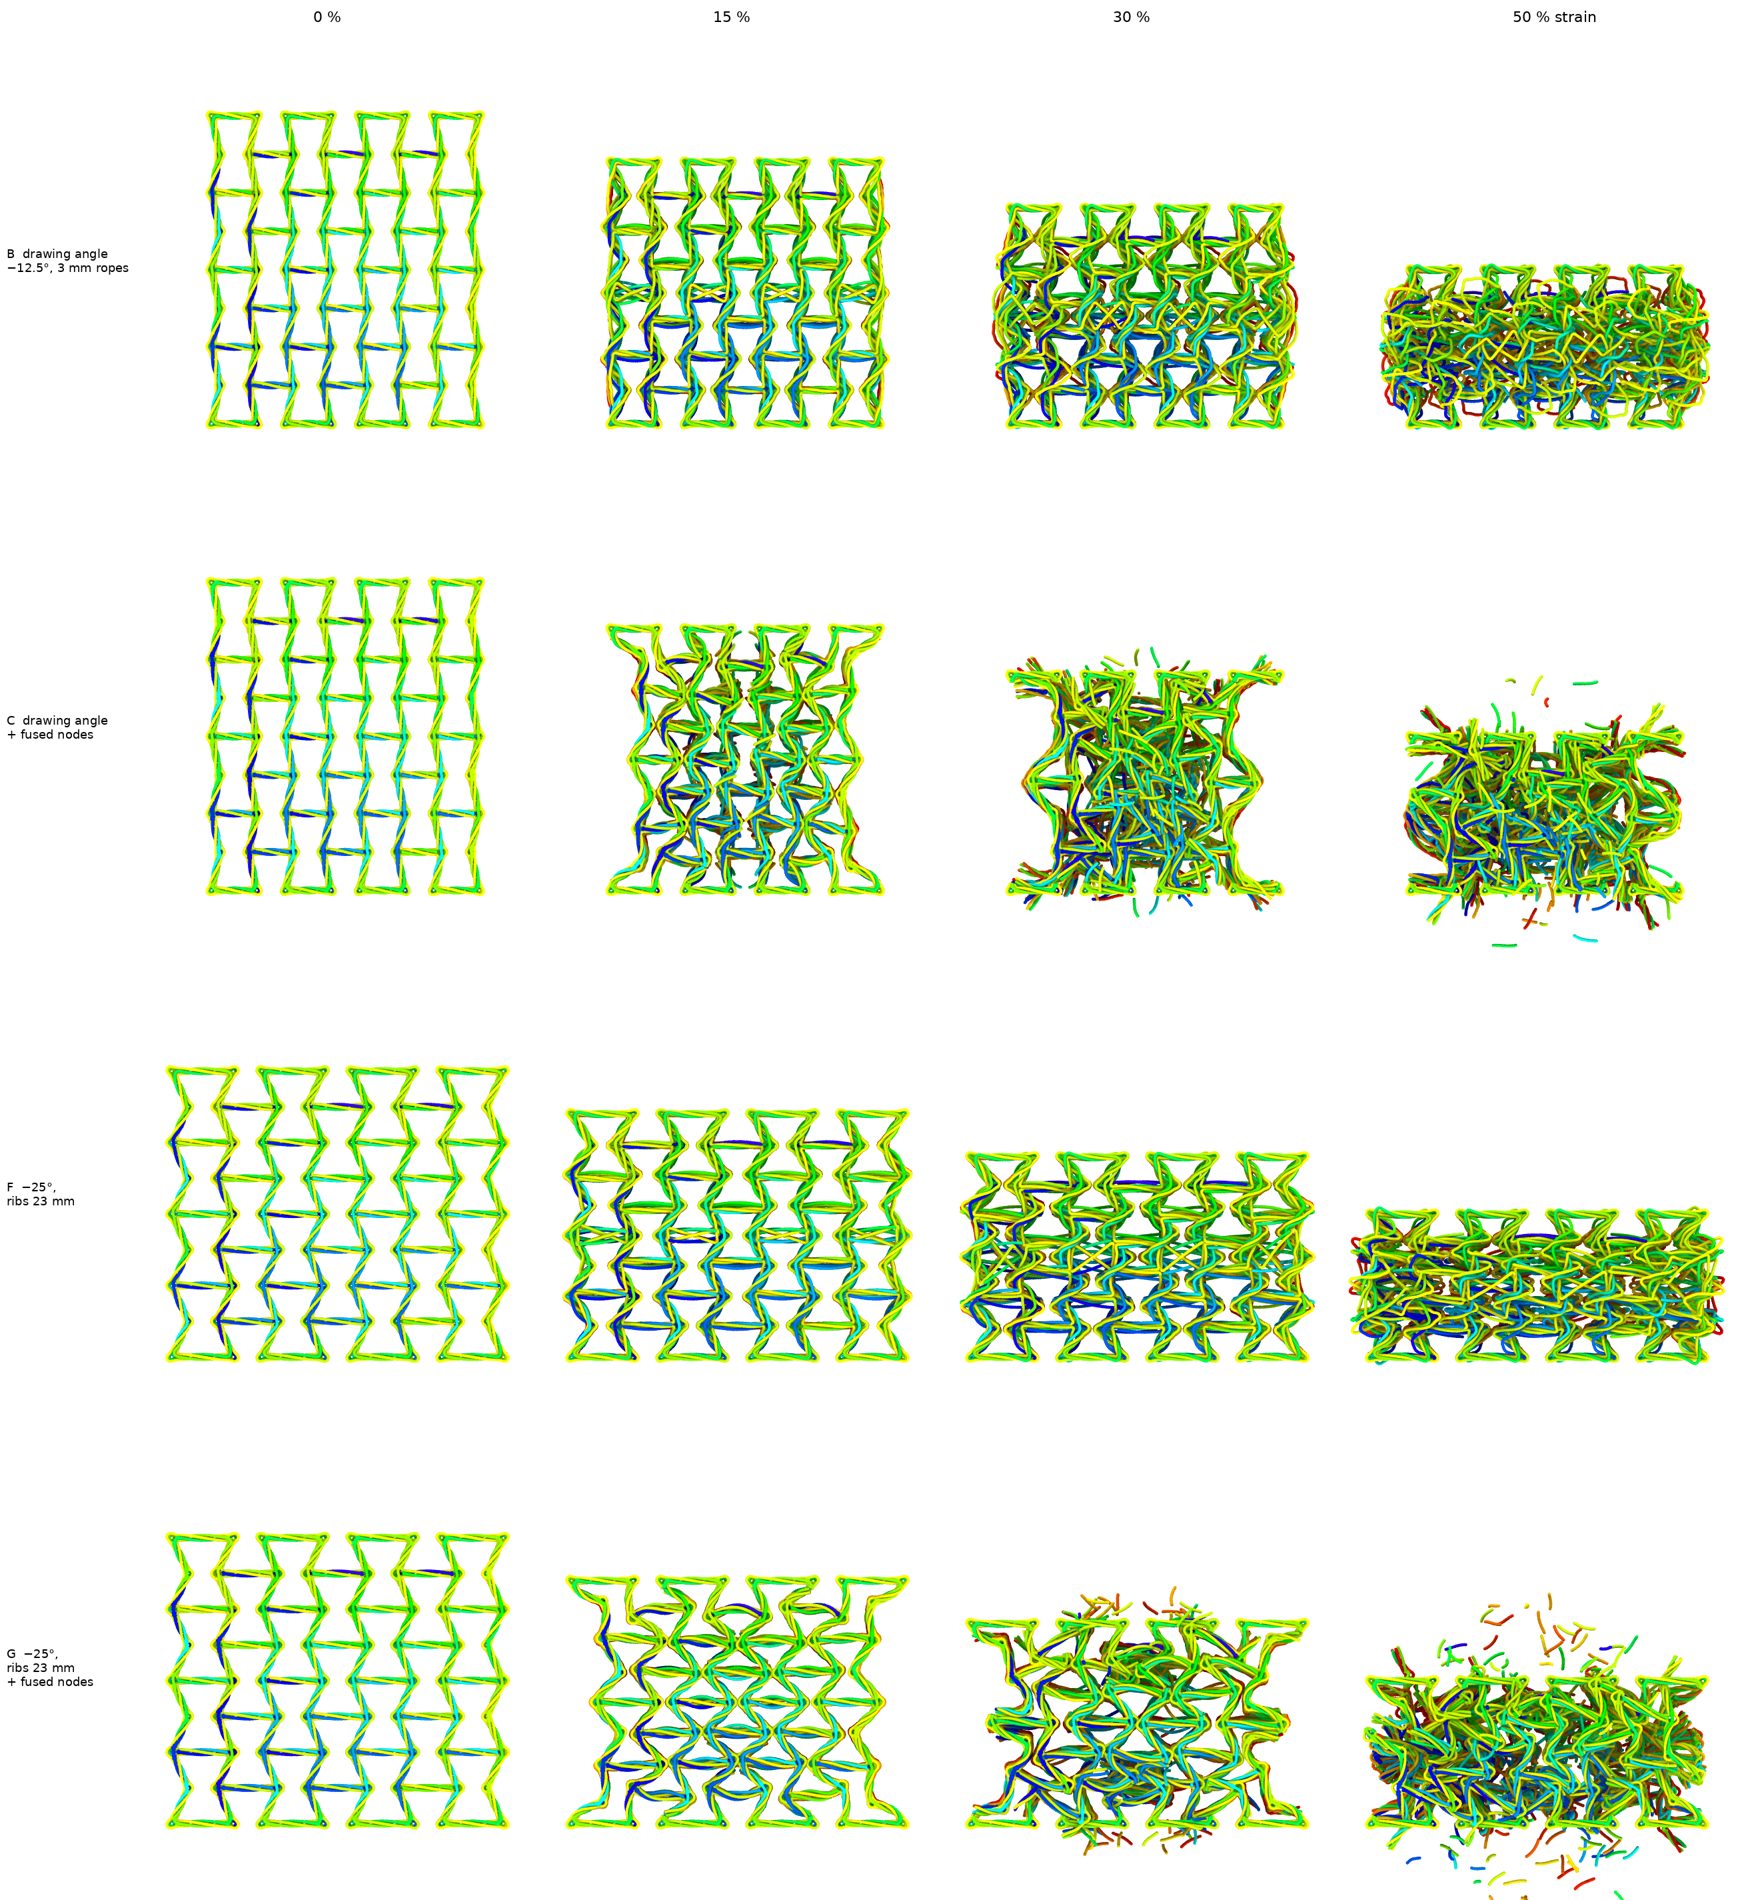 0 %
15 %
30 %
50 % strain
B  drawing angle
−12.5°, 3 mm ropes
C  drawing angle
+ fused nodes
F  −25°,
ribs 23 mm
G  −25°,
ribs 23 mm
+ fused nodes